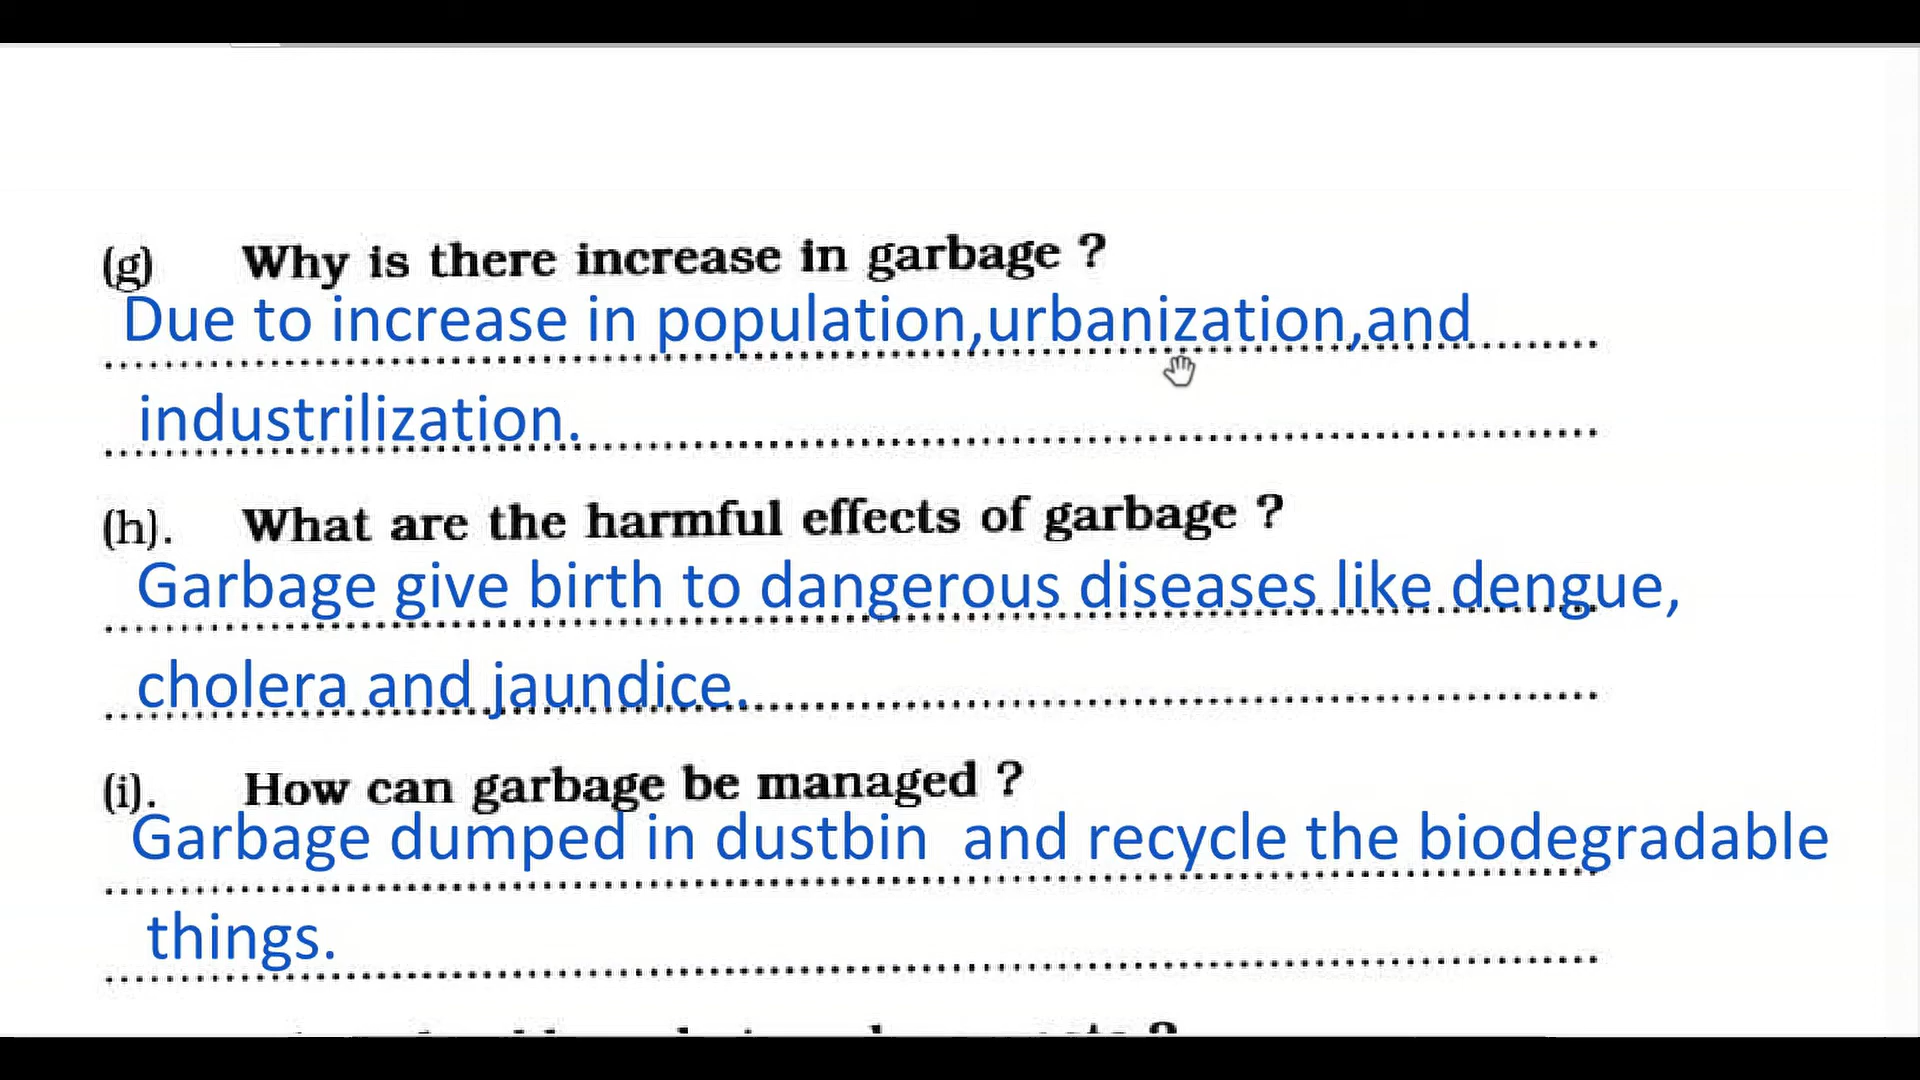 (g) Why is there increase in garbage ?
Due to increase in population,urbanization,and
industrilization.
(h). What are the harmful effects of garbage ?
Garbage give birth to dangerous diseases like dengue,
cholera and jaundice.
(i). How can garbage be managed ?
Garbage dumped in dustbin and recycle the biodegradable
things.